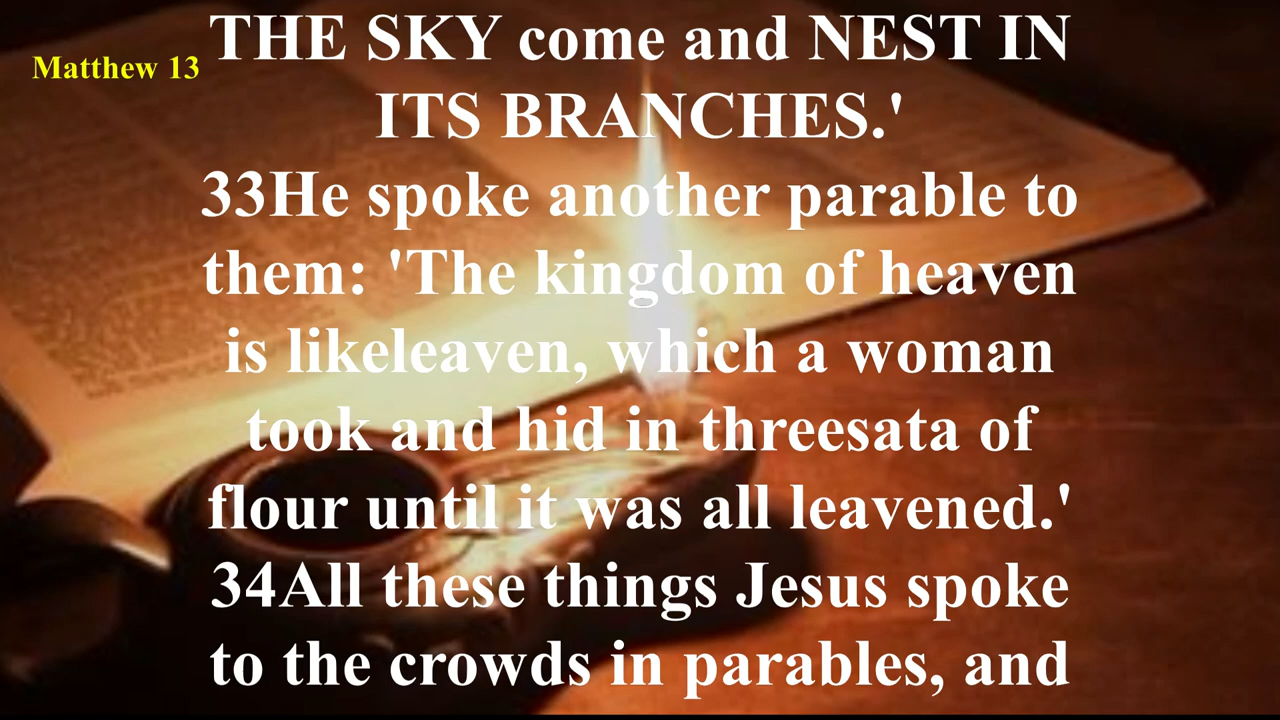 THE SKY come and NEST IN
Matthew 13
ITS BRANCHES.'
33He spoke another parable to
them: 'The kingdom of heaven
is likeleaven, which a woman
took and hid in threesata of
flour until it was all leavened.'
34All these things Jesus spoke
to the crowds in parables, and